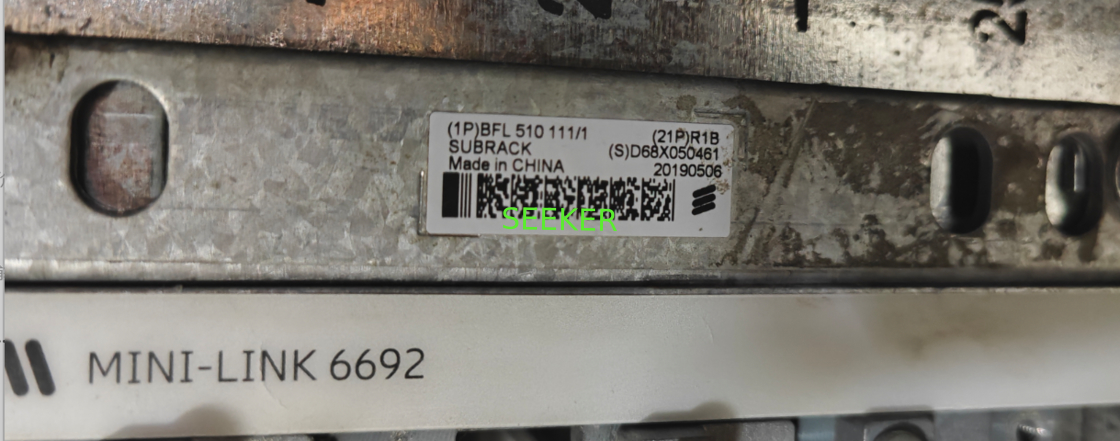 (1P)BFL 510 111/1 (21P)R1B
SUBRACK (S)D68X050461
Made in CHINA 20190506
SEEKER
MINI-LINK 6692